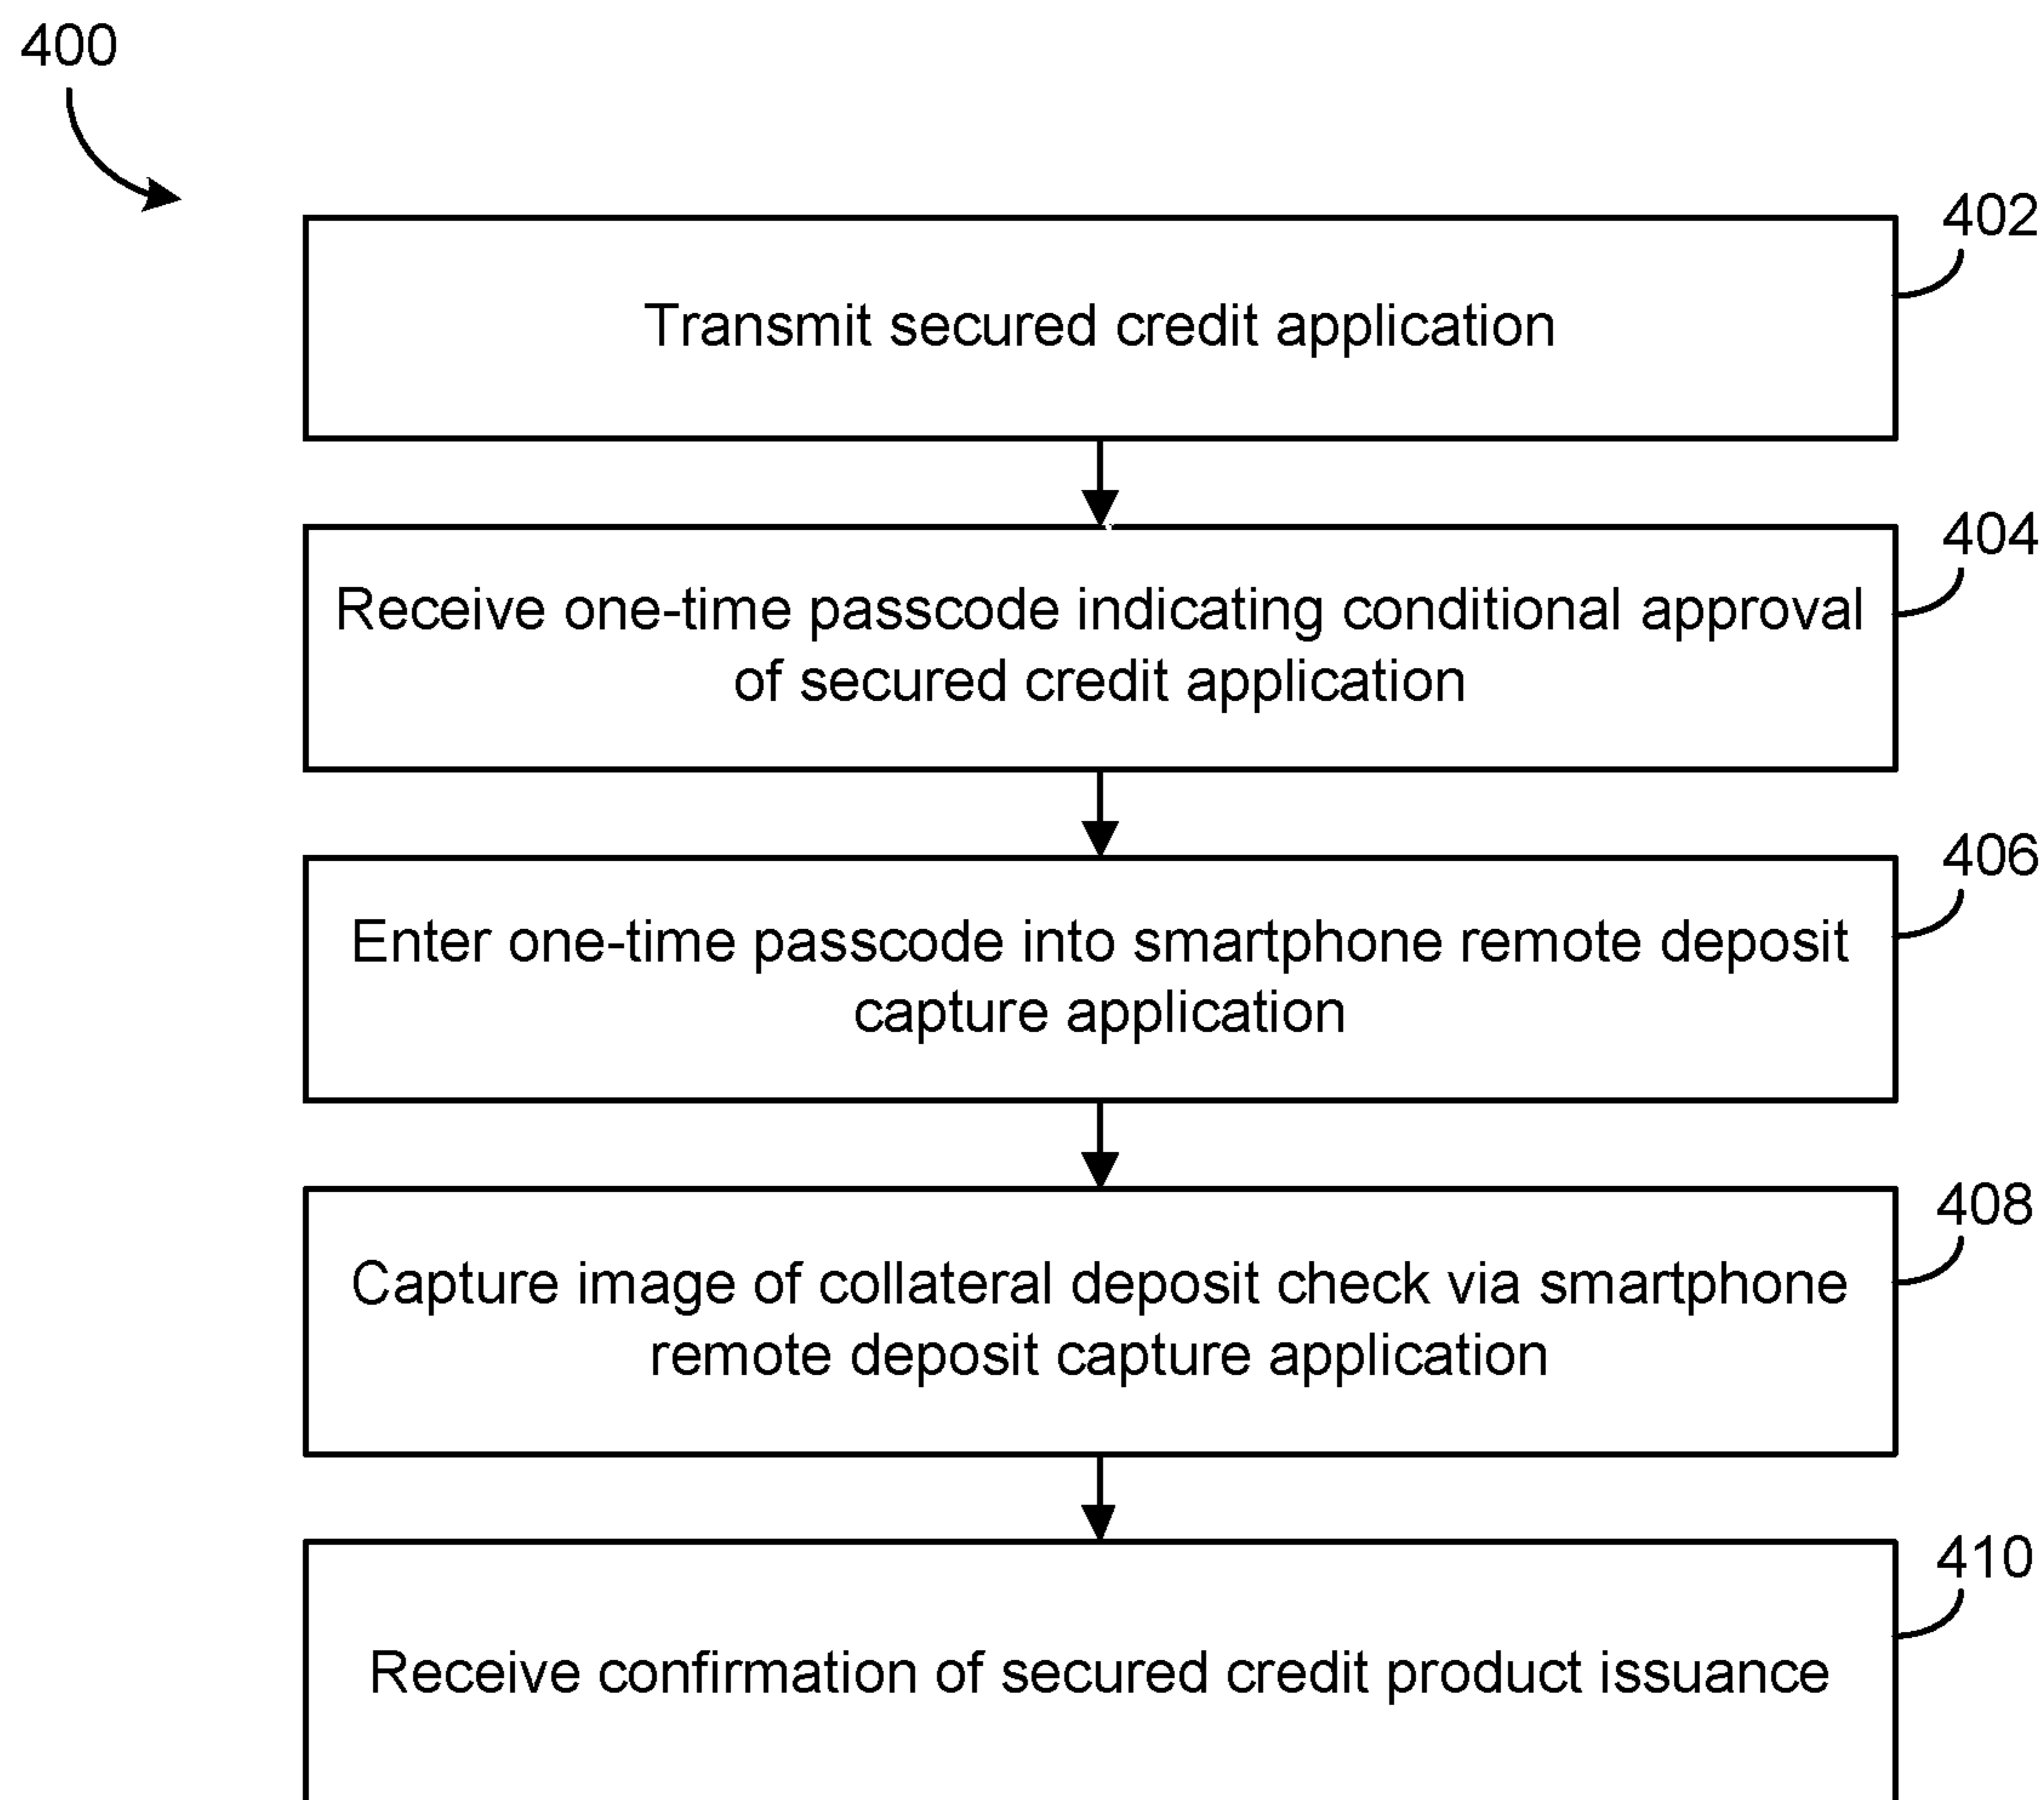 400
402
Transmit secured credit application
404
Receive one-time passcode indicating conditional approval
of secured credit application
406
Enter one-time passcode into smartphone remote deposit
capture application
408
Capture image of collateral deposit check via smartphone
remote deposit capture application
410
Receive confirmation of secured credit product issuance